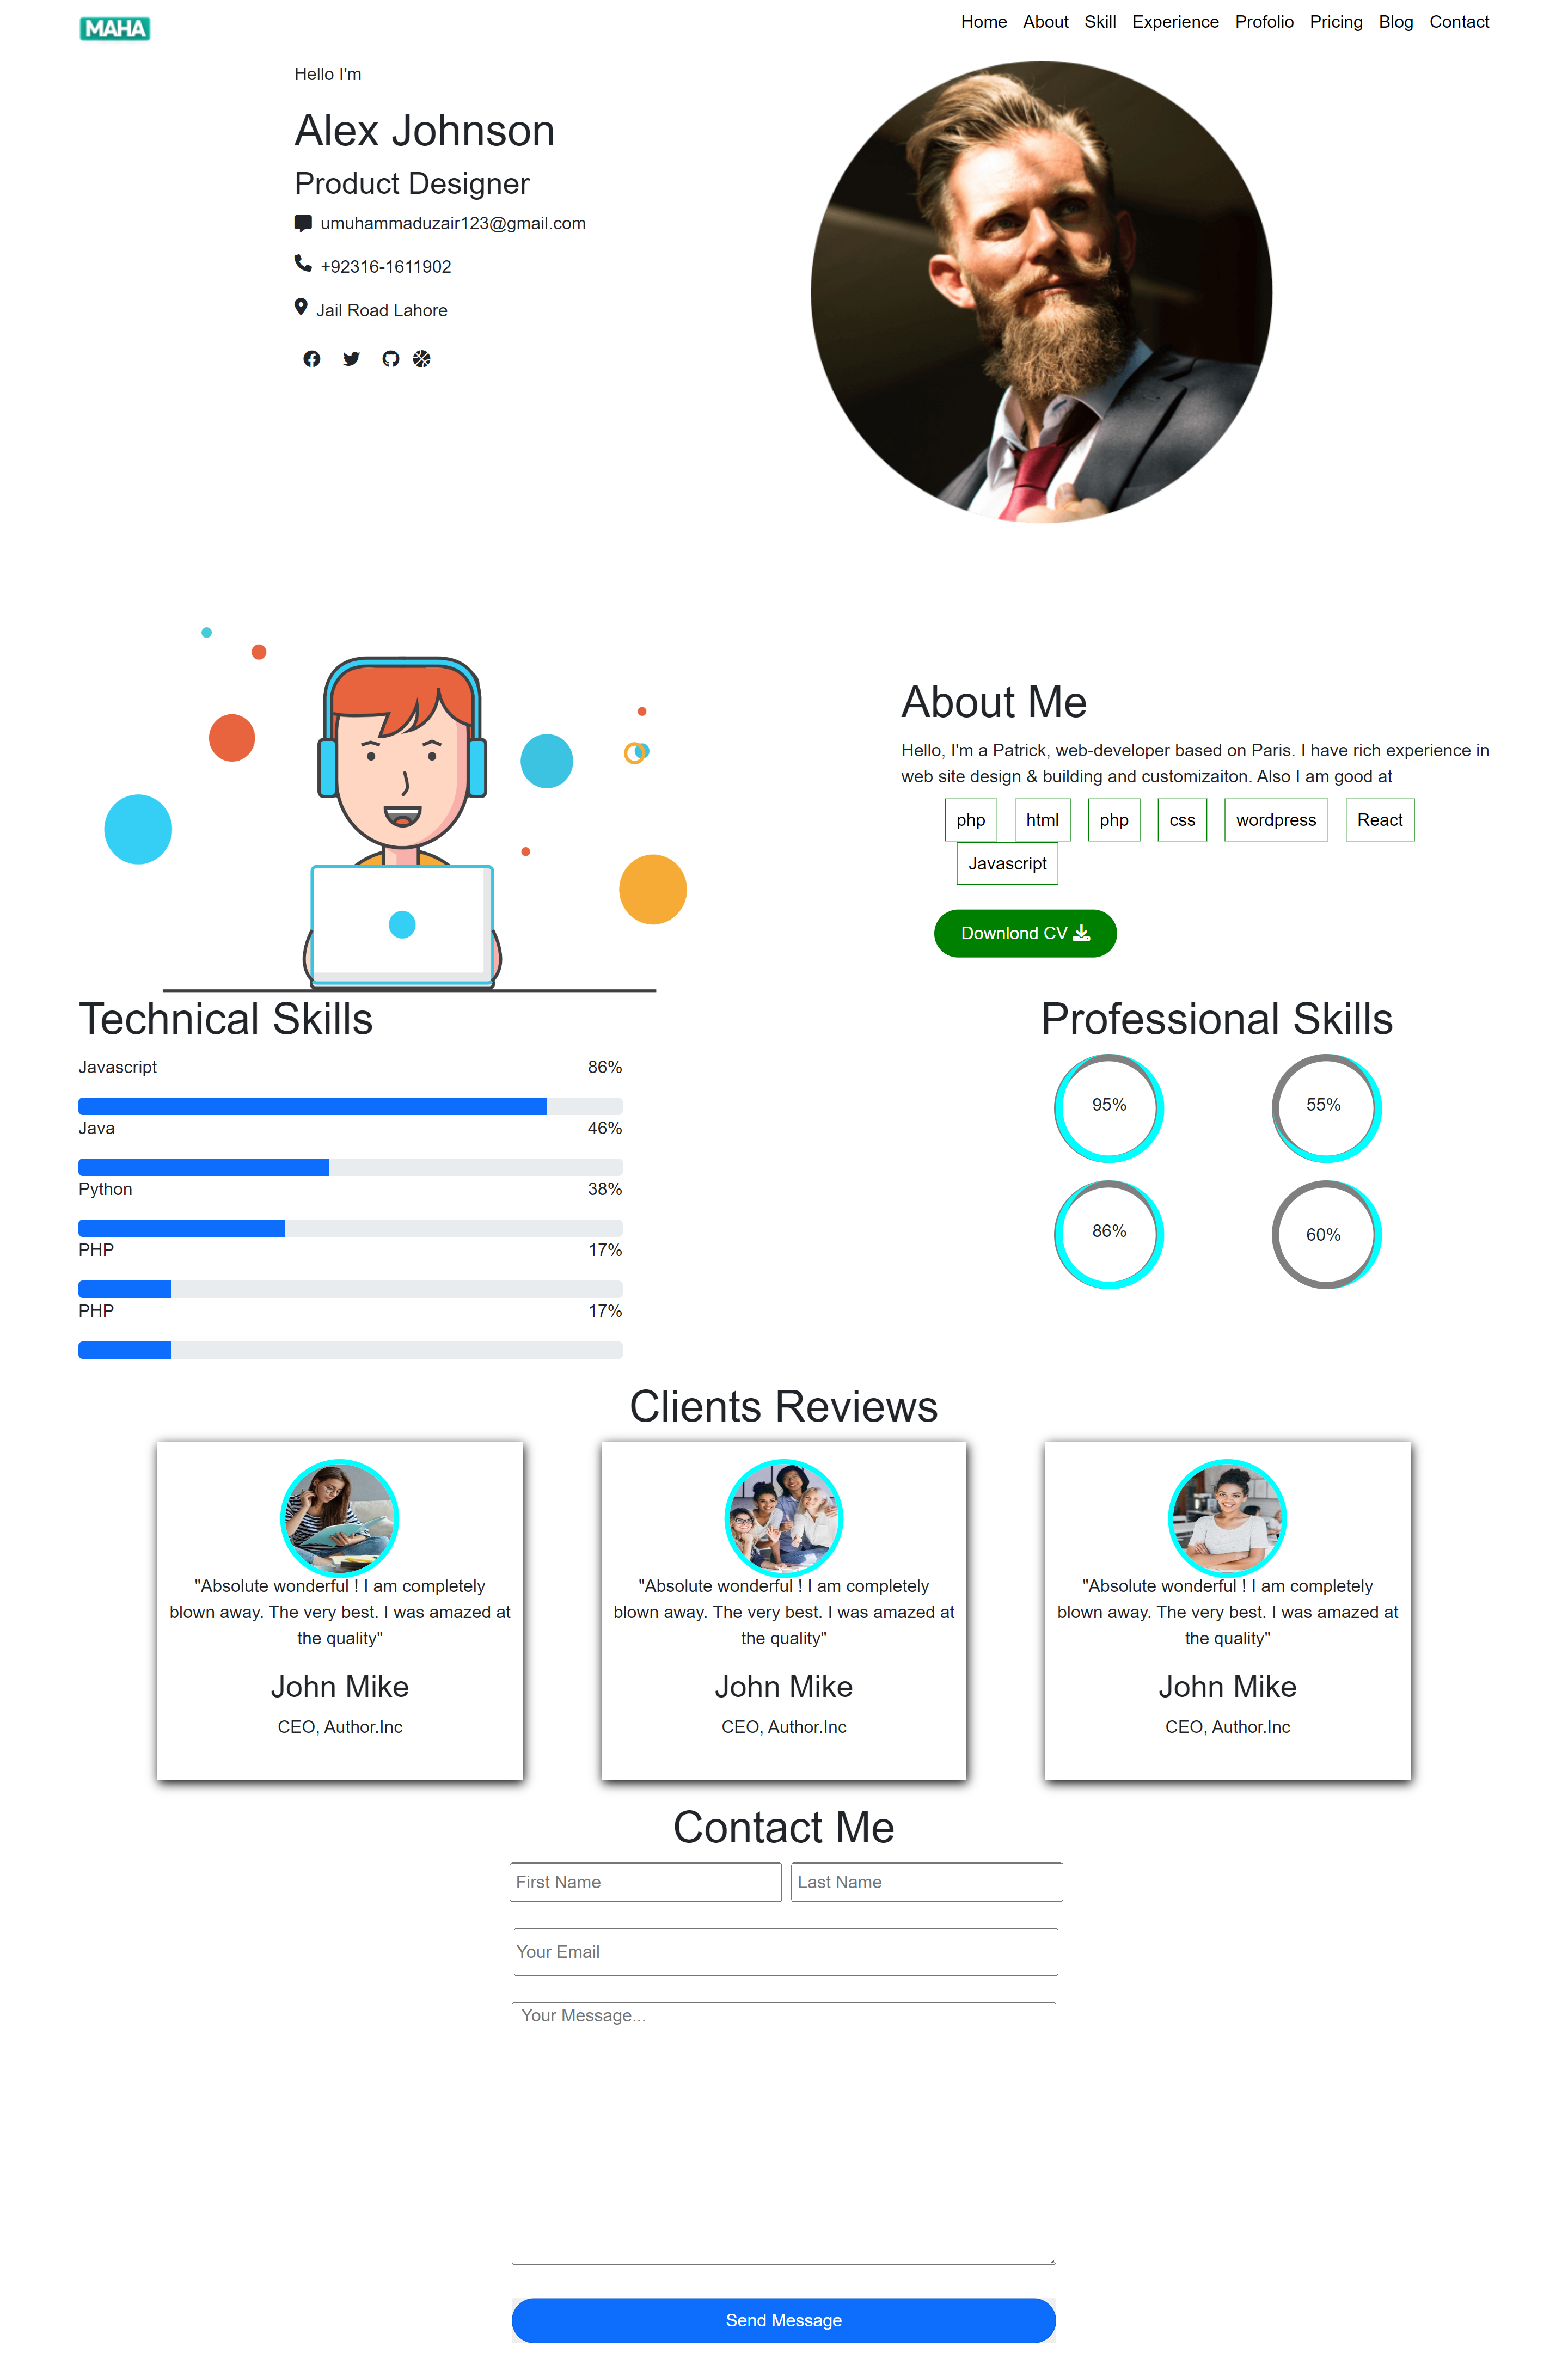 MAHA
Home About Skill Experience Profolio Pricing Blog Contact
Hello I'm
Alex Johnson
Product Designer
umuhammaduzair123@gmail.com
+92316-1611902
Jail Road Lahore
About Me
Hello, I'm a Patrick, web-developer based on Paris. I have rich experience in
web site design & building and customizaiton. Also I am good at
php html php css wordpress React
Javascript
Downlond CV
Technical Skills
Javascript 86%
Java 46%
Python 38%
PHP 17%
PHP 17%
Professional Skills
95% 55%
86% 60%
Clients Reviews
"Absolute wonderful ! I am completely
blown away. The very best. I was amazed at
the quality"
John Mike
CEO, Author.Inc
"Absolute wonderful ! I am completely
blown away. The very best. I was amazed at
the quality"
John Mike
CEO, Author.Inc
"Absolute wonderful ! I am completely
blown away. The very best. I was amazed at
the quality"
John Mike
CEO, Author.Inc
Contact Me
First Name Last Name
Your Email
Your Message...
Send Message